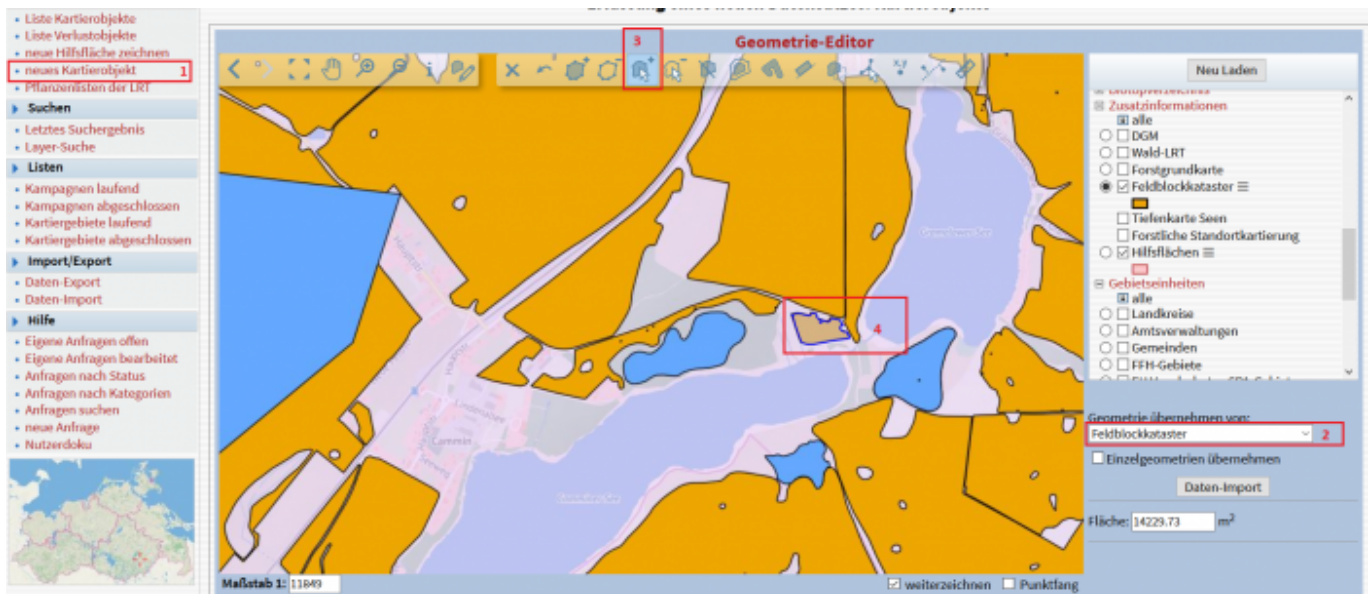 Liste Kartierobjekte
Liste Verlustobjekte
neue Hilfsfläche zeichnen
neues Kartierobjekt 1
Pflanzenlisten der LRT
Suchen
Letztes Suchergebnis
Layer-Suche
Listen
Kampagnen laufend
Kampagnen abgeschlossen
Kartiergebiete laufend
Kartiergebiete abgeschlossen
Import/Export
Daten-Export
Daten-Import
Hilfe
Eigene Anfragen offen
Eigene Anfragen bearbeitet
Anfragen nach Status
Anfragen nach Kategorien
Anfragen suchen
neue Anfrage
Nutzerdoku
3
Geometrie-Editor
4
Cammin
Maßstab 1: 11849
weiterzeichnen
Punktfang
Neu Laden
Zusatzinformationen
alle
DGM
Wald-LRT
Forstgrundkarte
Feldblockkataster
Tiefenkarte Seen
Forstliche Standortkartierung
Hilfsflächen
Gebietseinheiten
alle
Landkreise
Amtsverwaltungen
Gemeinden
FFH-Gebiete
Geometrie übernehmen von:
Feldblockkataster 2
Einzelgeometrien übernehmen
Daten-Import
Fläche: 14229.73 m²